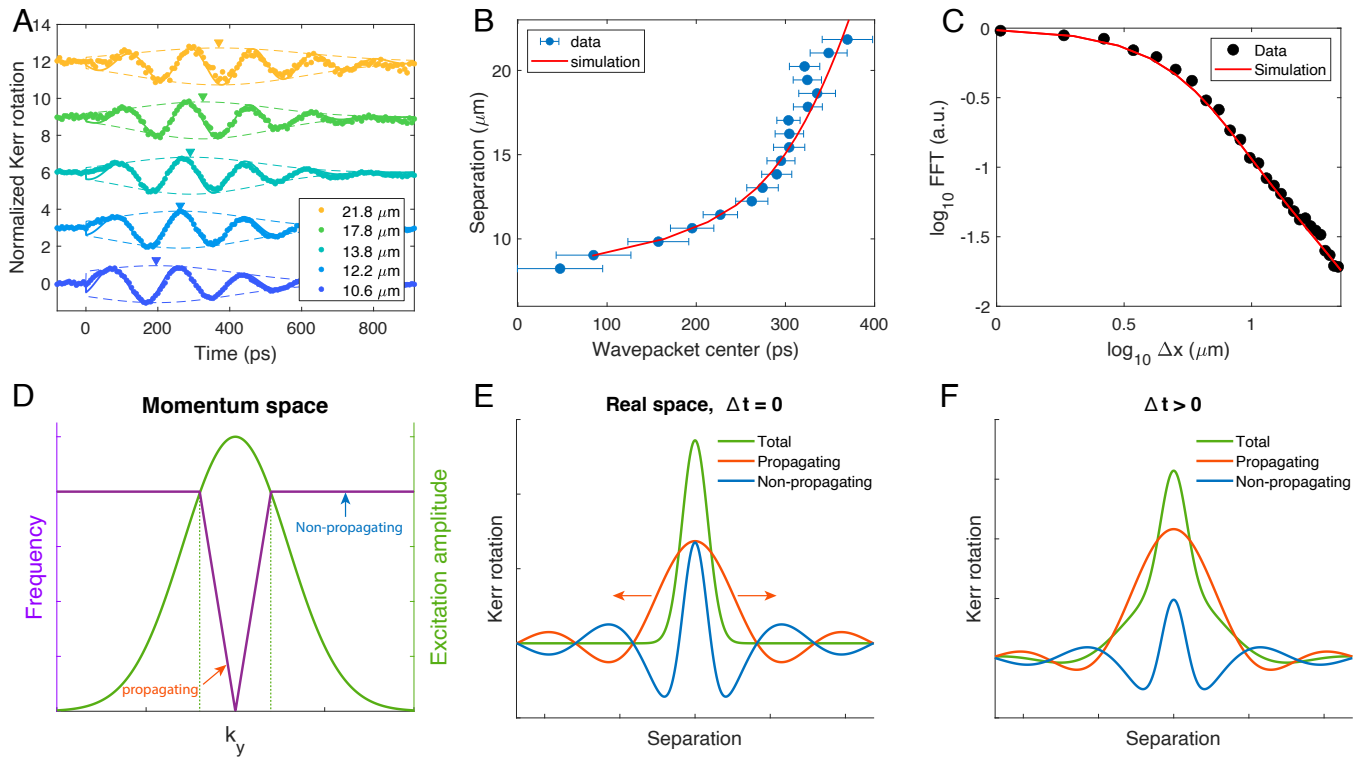 A
Normalized Kerr rotation
14
12
10
8
6
4
2
0
0
200
400
600
800
Time (ps)
21.8 μm
17.8 μm
13.8 μm
12.2 μm
10.6 μm
B
Separation (μm)
20
15
10
0
100
200
300
400
Wavepacket center (ps)
data
simulation
C
log10 FFT (a.u.)
0
-0.5
-1
-1.5
-2
0
0.5
1
log10 Δx (μm)
Data
Simulation
D
Momentum space
Frequency
Excitation amplitude
Non-propagating
propagating
ky
E
Real space, Δt = 0
Kerr rotation
Total
Propagating
Non-propagating
Separation
F
Δt > 0
Kerr rotation
Total
Propagating
Non-propagating
Separation